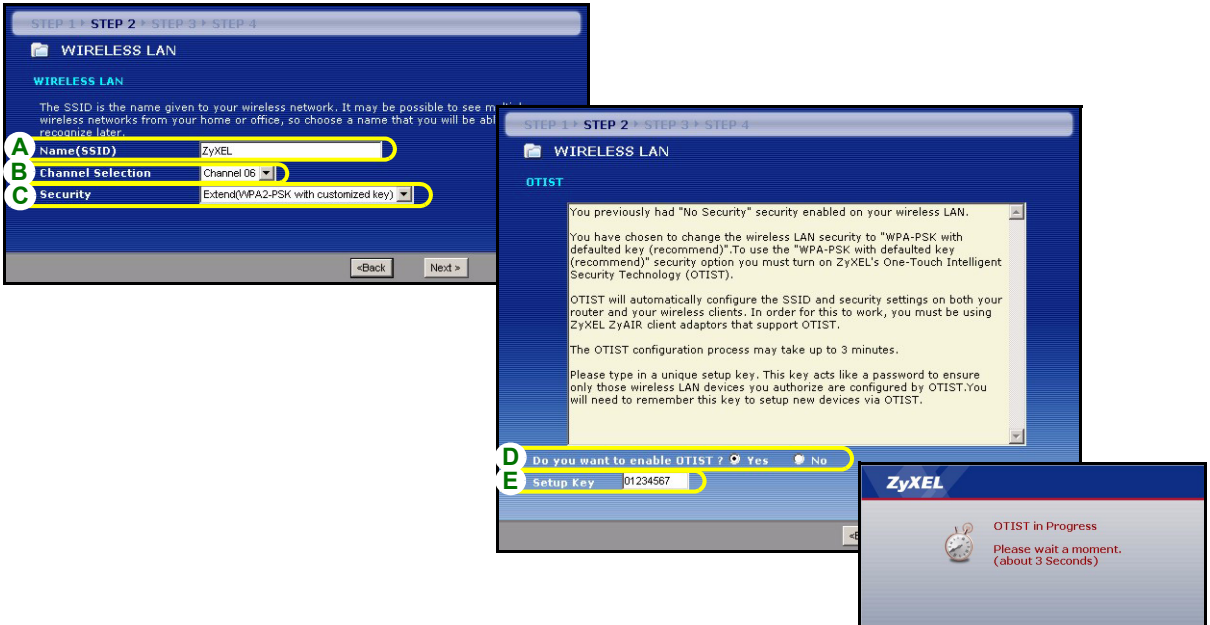 STEP 1 STEP 2 STEP 3 STEP 4
WIRELESS LAN
WIRELESS LAN
The SSID is the name given to your wireless network. It may be possible to see
wireless networks from your home or office, so choose a name that you will be
recognize later.
A Name(SSID) ZyXEL
B Channel Selection Channel 06
C Security Extend(WPA2-PSK with customized key)
<Back Next >
STEP 1 STEP 2 STEP 3 STEP 4
WIRELESS LAN
OTIST
You previously had "No Security" security enabled on your wireless LAN.
You have chosen to change the wireless LAN security to "WPA-PSK with
defaulted key (recommend)".To use the "WPA-PSK with defaulted key
(recommend)" security option you must turn on ZyXEL's One-Touch Intelligent
Security Technology (OTIST).
OTIST will automatically configure the SSID and security settings on both your
router and your wireless clients. In order for this to work, you must be using
ZyXEL ZyAIR client adaptors that support OTIST.
The OTIST configuration process may take up to 3 minutes.
Please type in a unique setup key. This key acts like a password to ensure
only those wireless LAN devices you authorize are configured by OTIST.You
will need to remember this key to setup new devices via OTIST.
D Do you want to enable OTIST ? Yes No
E Setup Key 01234567
ZyXEL
OTIST in Progress
Please wait a moment.
(about 3 Seconds)